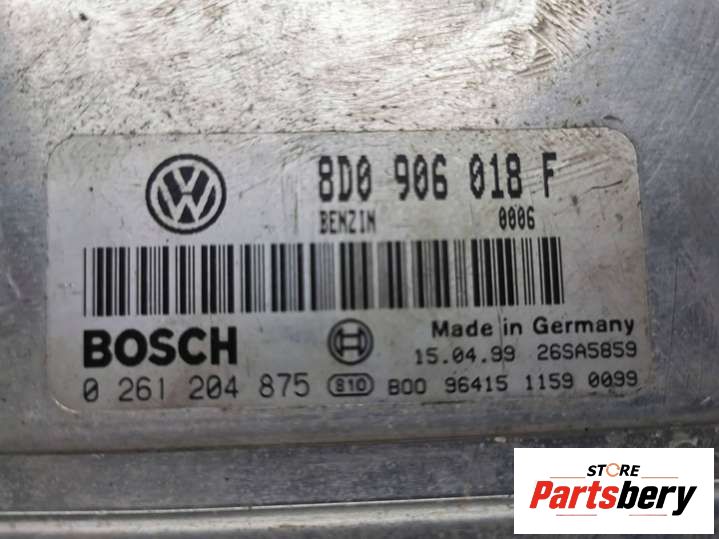 8D0 906 018 F
BENZIN 0006
BOSCH
Made in Germany
15.04.99 26SA5859
0 261 204 875 S10 B00 96415 1159 0099
STORE
Partsbery